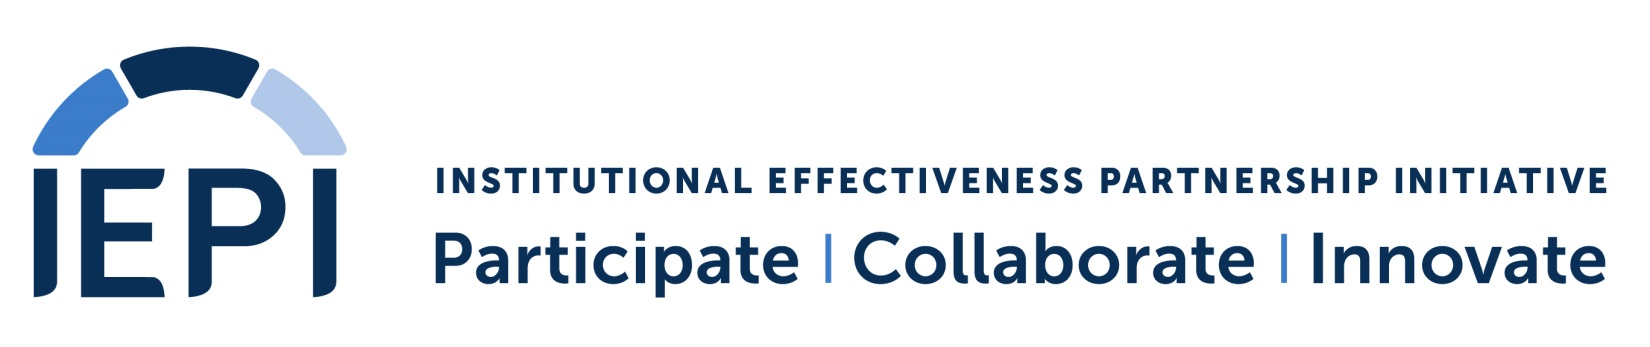 IEPI
INSTITUTIONAL EFFECTIVENESS PARTNERSHIP INITIATIVE
Participate | Collaborate | Innovate